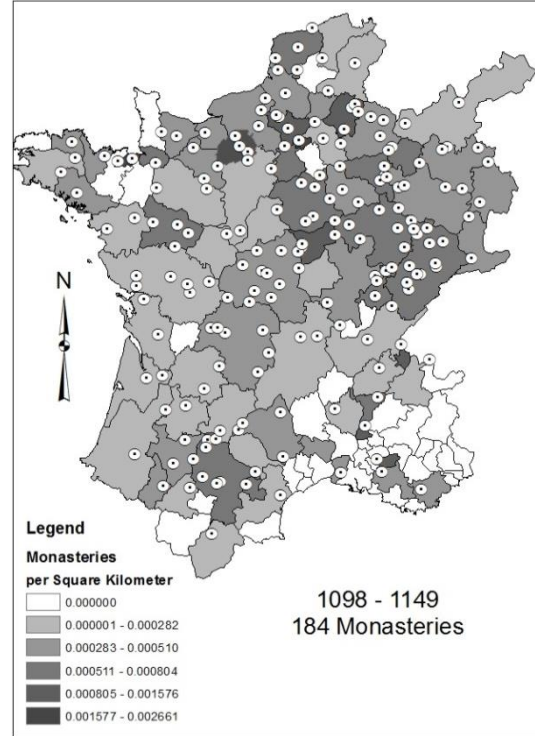 N
Legend
Monasteries
per Square Kilometer
0.000000
0.000001 - 0.000282
0.000283 - 0.000510
0.000511 - 0.000804
0.000805 - 0.001576
0.001577 - 0.002661
1098 - 1149
184 Monasteries